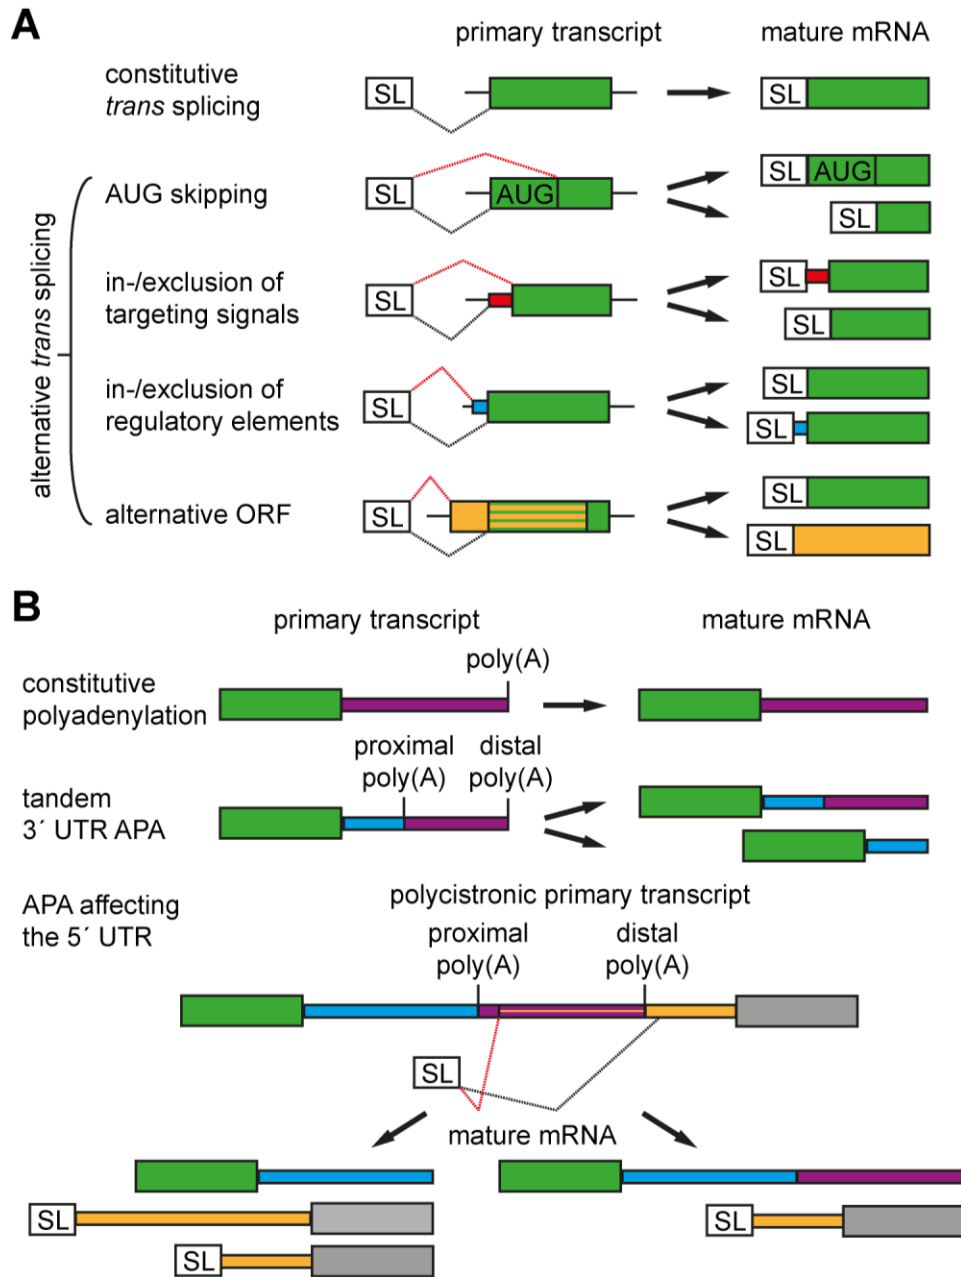 A
primary transcript
mature mRNA
constitutive
trans splicing
SL
SL
alternative trans splicing
AUG skipping
SL
AUG
SL
AUG
SL
in-/exclusion of
targeting signals
SL
SL
SL
in-/exclusion of
regulatory elements
SL
SL
SL
alternative ORF
SL
SL
SL
B
primary transcript
mature mRNA
constitutive
polyadenylation
poly(A)
tandem
3´ UTR APA
proximal
poly(A)
distal
poly(A)
APA affecting
the 5´ UTR
polycistronic primary transcript
proximal
poly(A)
distal
poly(A)
SL
mature mRNA
SL
SL
SL